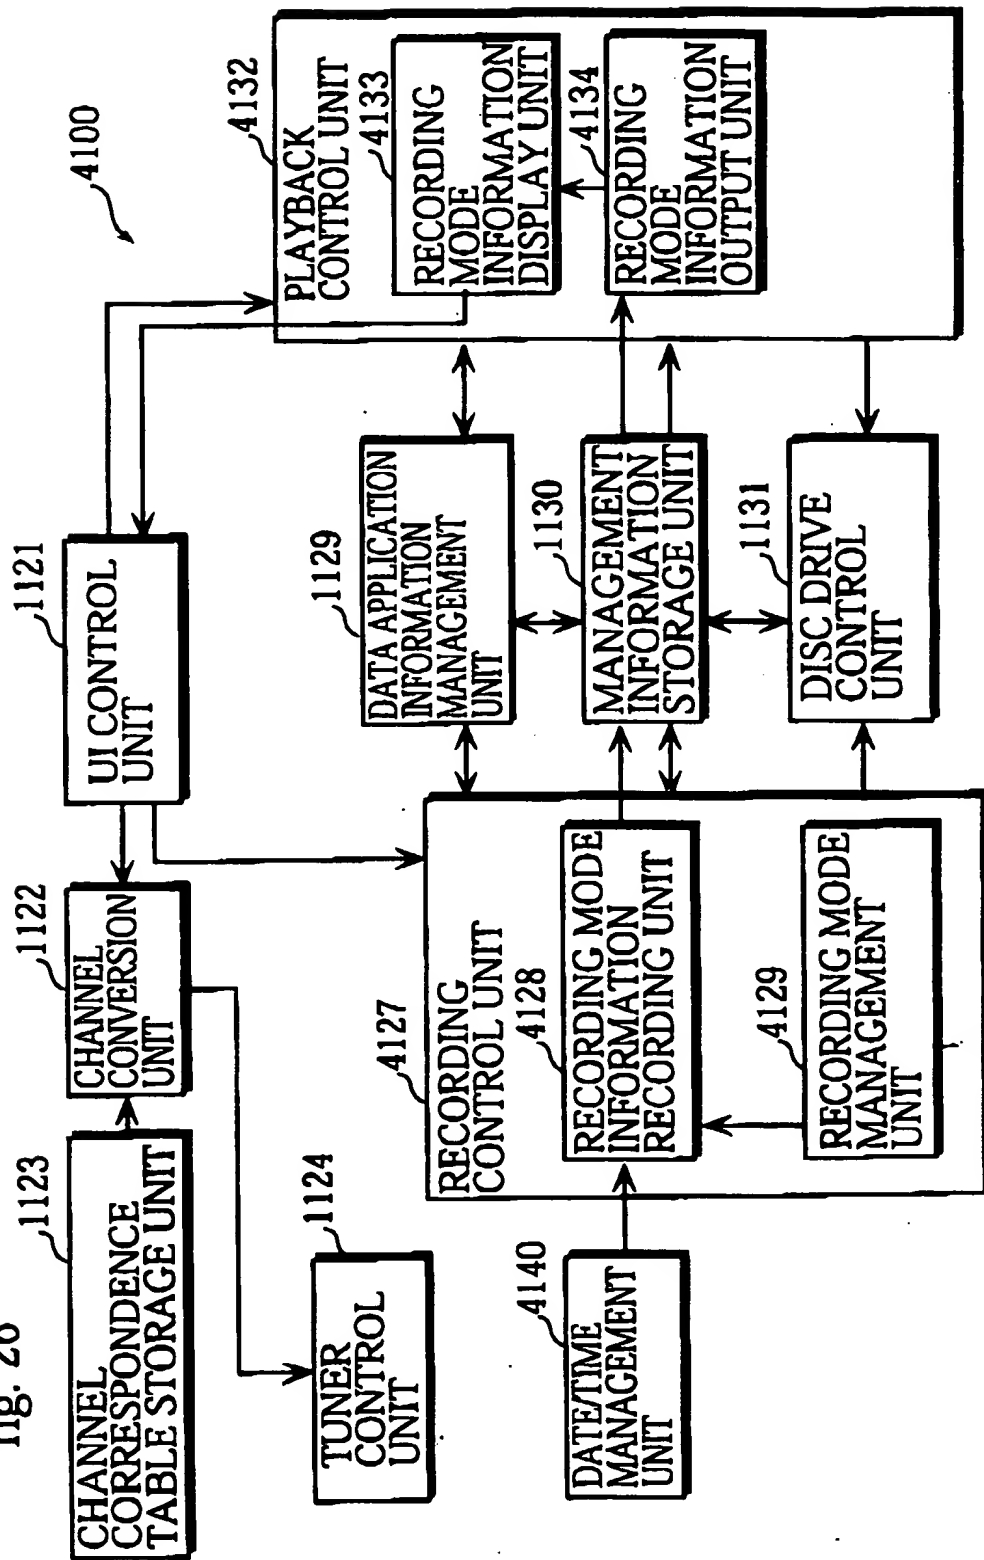 Fig. 26
4100
1123
CHANNEL
CORRESPONDENCE
TABLE STORAGE UNIT
1122
CHANNEL
CONVERSION
UNIT
1121
UI CONTROL
UNIT
1124
TUNER
CONTROL
UNIT
4140
DATE/TIME
MANAGEMENT
UNIT
4127
RECORDING
CONTROL UNIT
4128
RECORDING MODE
INFORMATION
RECORDING UNIT
4129
RECORDING MODE
MANAGEMENT
UNIT
1129
DATA APPLICATION
INFORMATION
MANAGEMENT
UNIT
1130
MANAGEMENT
INFORMATION
STORAGE UNIT
1131
DISC DRIVE
CONTROL
UNIT
4132
PLAYBACK
CONTROL UNIT
4133
RECORDING
MODE
INFORMATION
DISPLAY UNIT
4134
RECORDING
MODE
INFORMATION
OUTPUT UNIT